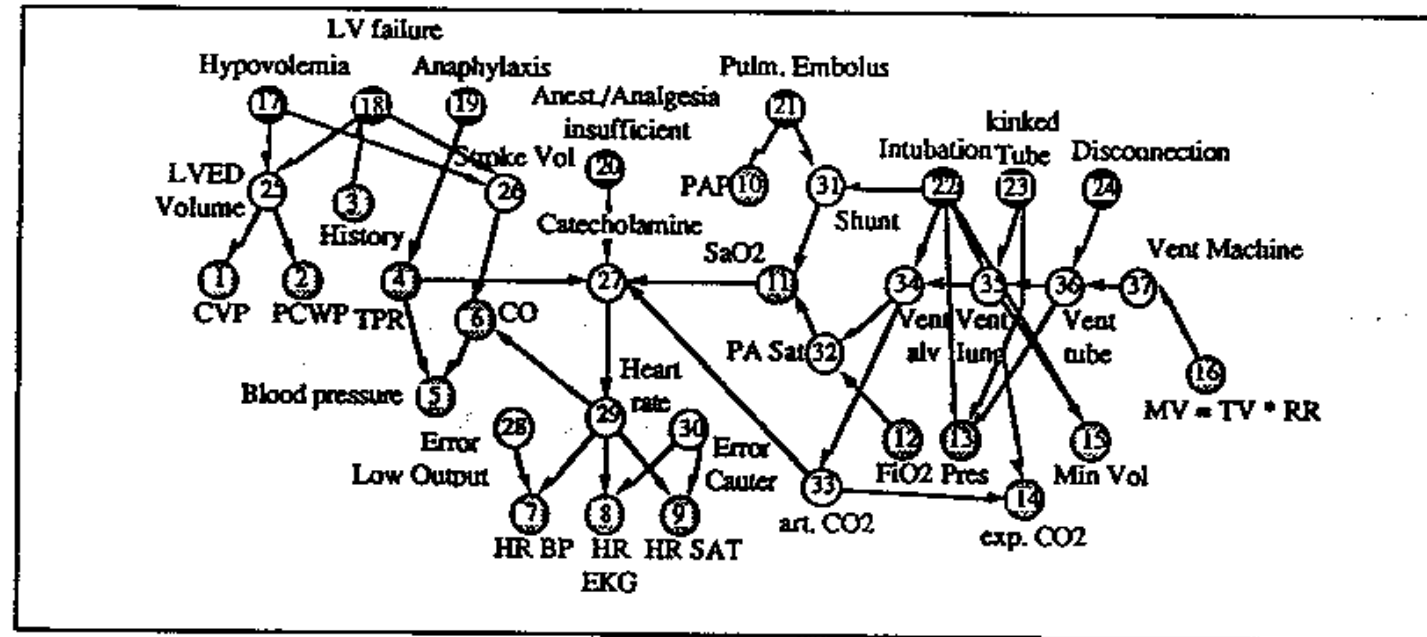 LV failure
Hypovolemia
Anaphylaxis
Pulm. Embolus
17
18
19
Anest./Analgesia
insufficient
21
kinked
Tube
Stroke Vol
20
Intubation
Disconnection
LVED
Volume
25
3
26
PAP
10
31
22
23
24
History
Catecholamine
Shunt
SaO2
Vent Machine
1
2
4
27
11
34
35
36
37
CVP
PCWP
TPR
6
CO
PA Sat
32
Vent
alv
Vent
lung
Vent
tube
16
Blood pressure
5
Heart
rate
MV = TV * RR
28
29
30
12
13
15
Error
Low Output
Error
Cauter
FiO2
Pres
Min Vol
7
8
9
33
14
HR BP
HR
EKG
HR SAT
art. CO2
exp. CO2